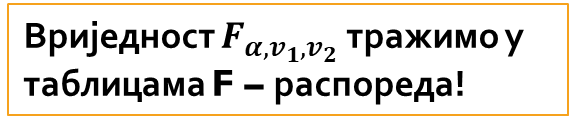 Вриједност F_{α,v_1,v_2} тражимо у
таблицама F – распореда!